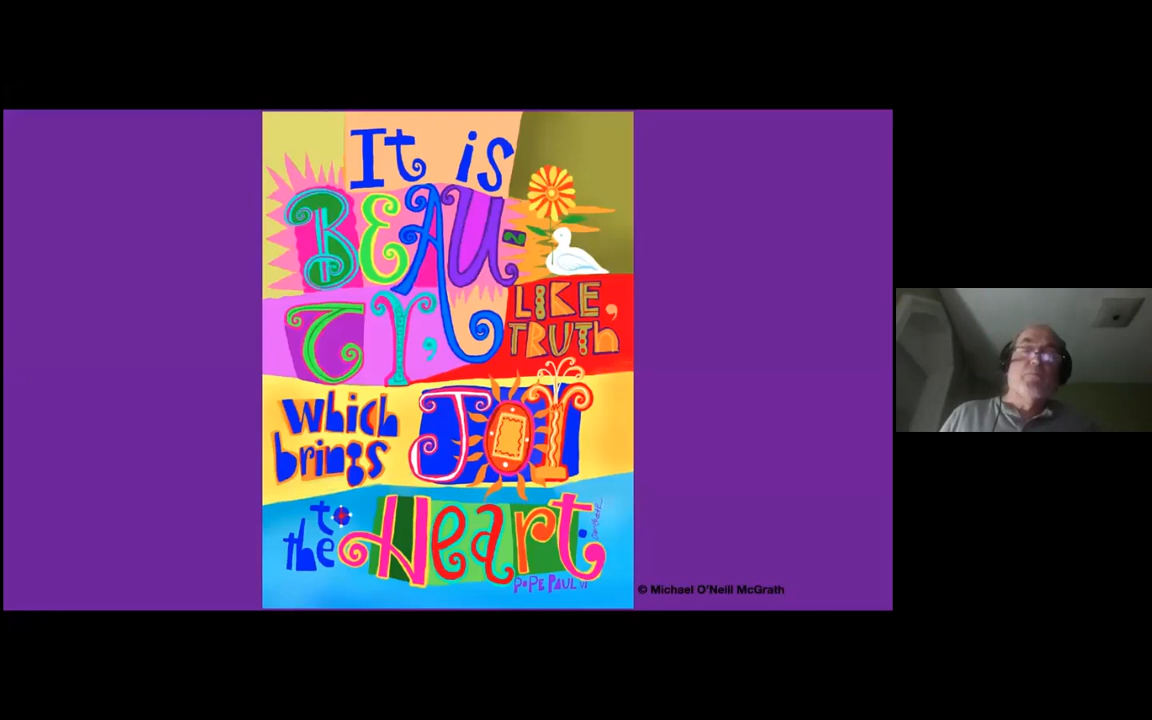 It is
BEAU-
TY,
LIKE,
TRUTH
which
brings
JOY
to
the
Heart.
POPE PAUL VI
© Michael O'Neill McGrath